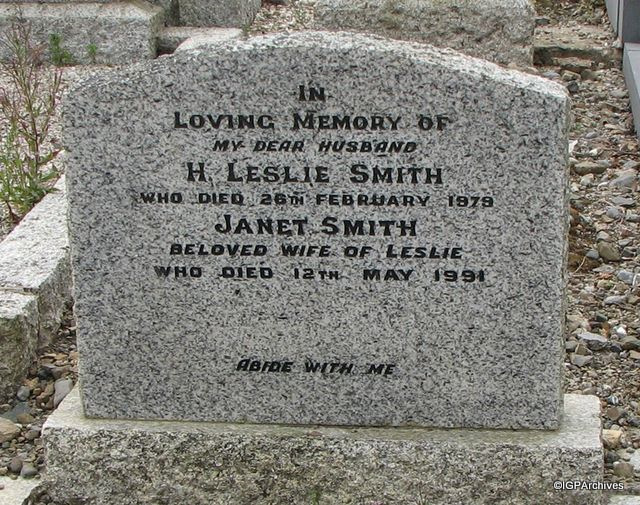 In
Loving Memory of
my dear husband
H. Leslie Smith
who died 26th February 1979
Janet Smith
beloved wife of Leslie
who died 12th May 1991
Abide with me
©IGPArchives